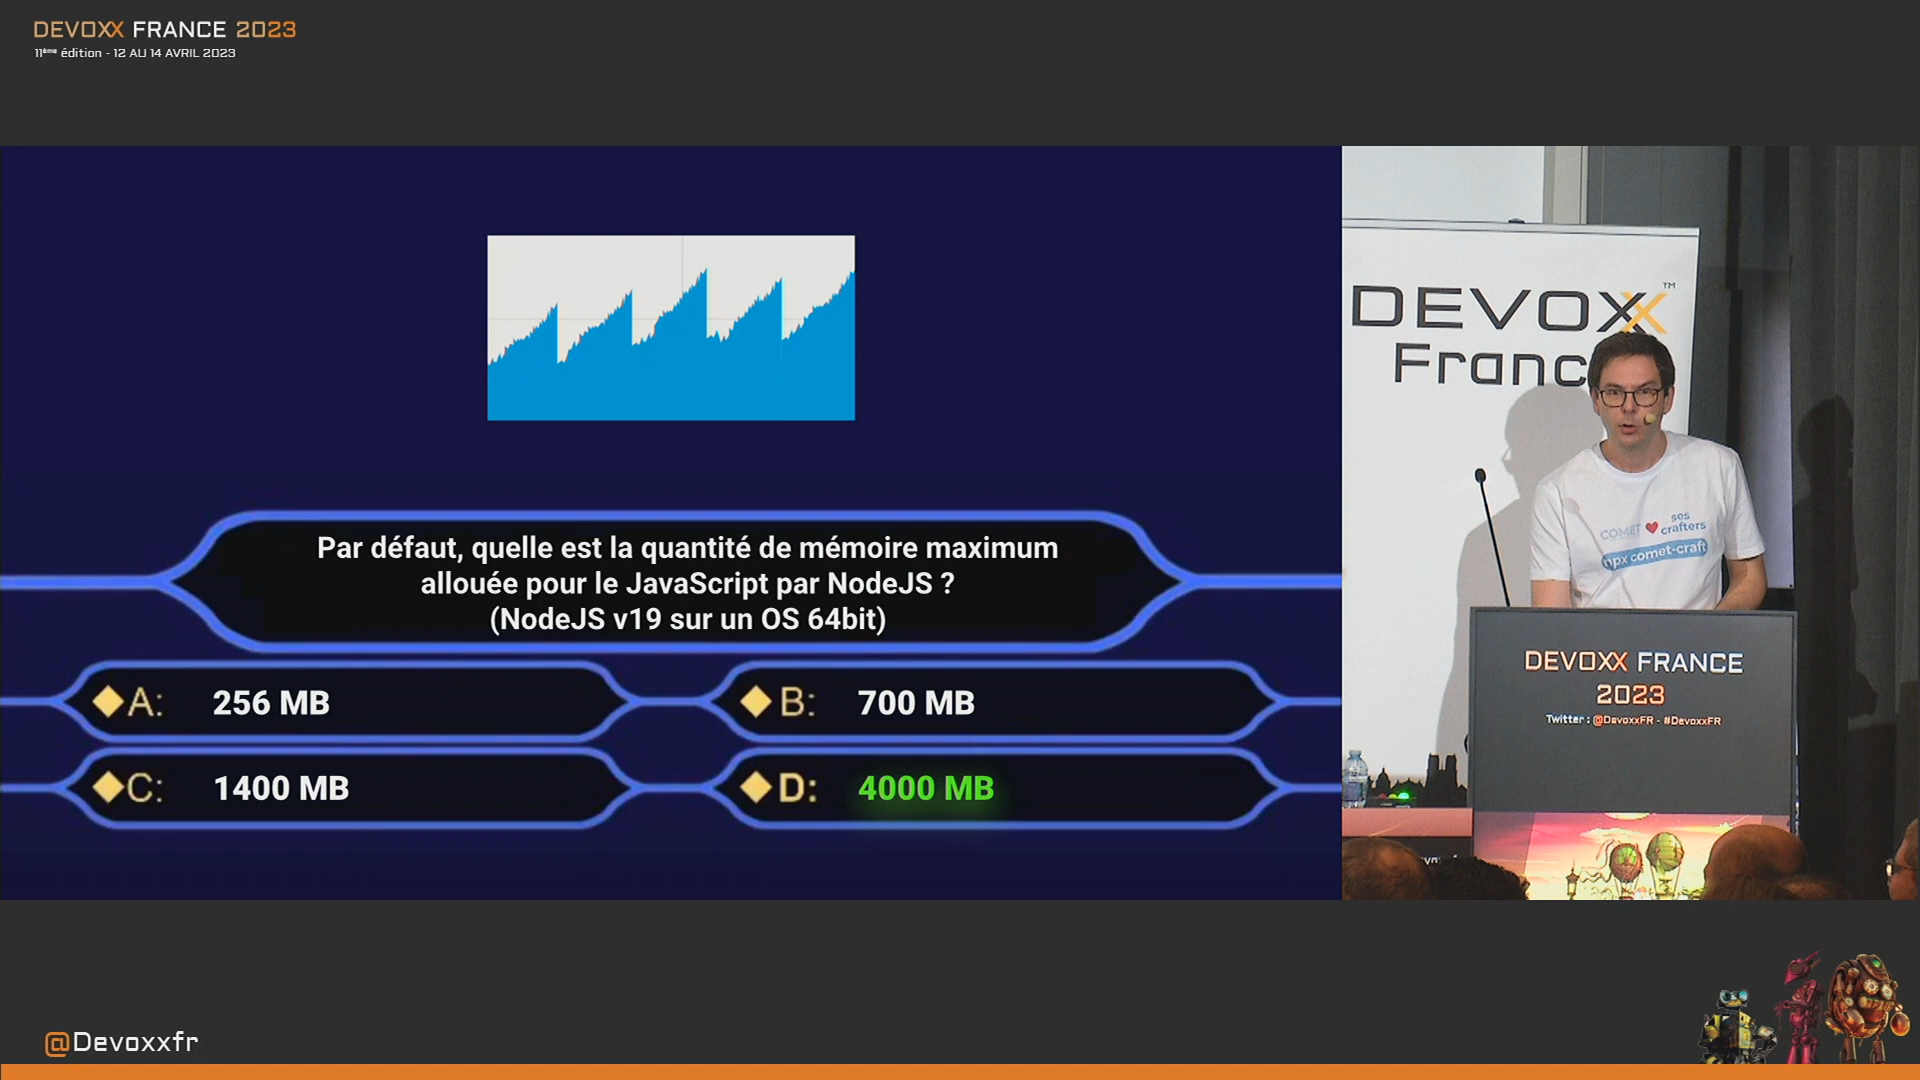 DEVOXX FRANCE 2023
11ème édition - 12 AU 14 AVRIL 2023
Par défaut, quelle est la quantité de mémoire maximum
allouée pour le JavaScript par NodeJS ?
(NodeJS v19 sur un OS 64bit)
A: 256 MB
B: 700 MB
C: 1400 MB
D: 4000 MB
DEVOXX™
Franc
COMET ses
crafters
npx comet-craft
DEVOXX FRANCE
2023
Twitter : @DevoxxFR - #DevoxxFR
@Devoxxfr